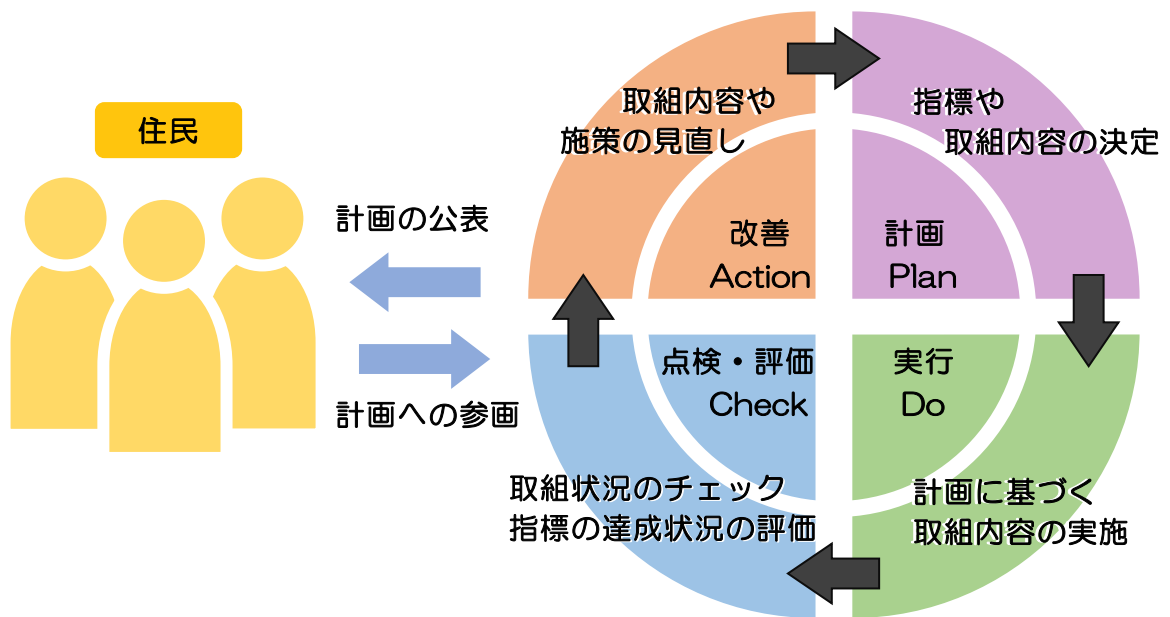 住民
計画の公表
計画への参画
取組内容や
施策の見直し
改善
Action
指標や
取組内容の決定
計画
Plan
点検・評価
Check
取組状況のチェック
指標の達成状況の評価
実行
Do
計画に基づく
取組内容の実施